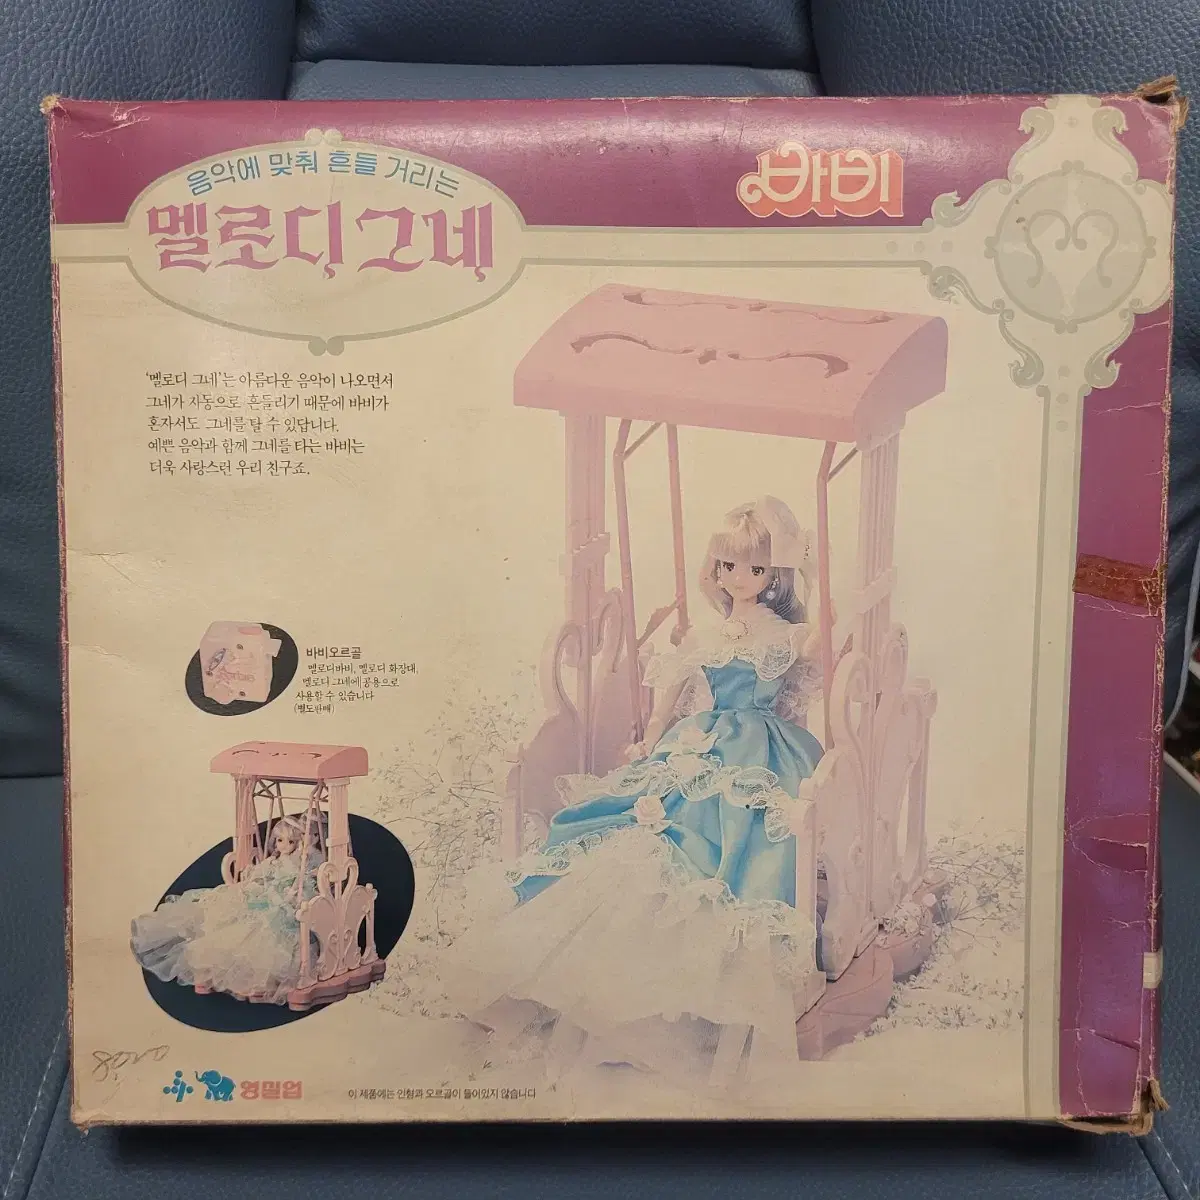 음악에 맞춰 흔들 거리는
멜로디 그네
바비
'멜로디 그네'는 아름다운 음악이 나오면서
그네가 자동으로 흔들리기 때문에 바비가
혼자서도 그네를 탈 수 있답니다.
예쁜 음악과 함께 그네를 타는 바비는
더욱 사랑스런 우리 친구죠.
바비오르골
멜로디바비, 멜로디 화장대,
멜로디 그네에 공용으로
사용할 수 있습니다
(별도판매)
영밀업
이 제품에는 인형과 오르골이 들어있지 않습니다